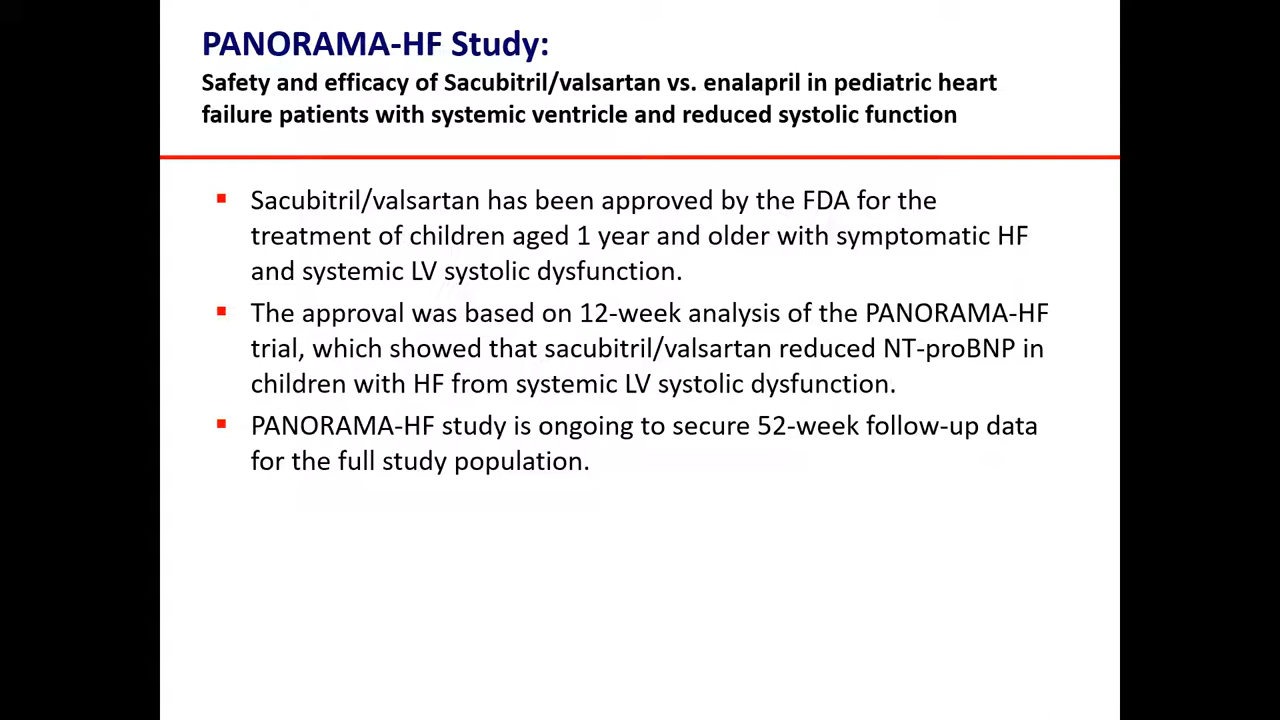 PANORAMA-HF Study:
Safety and efficacy of Sacubitril/valsartan vs. enalapril in pediatric heart
failure patients with systemic ventricle and reduced systolic function
▪ Sacubitril/valsartan has been approved by the FDA for the
treatment of children aged 1 year and older with symptomatic HF
and systemic LV systolic dysfunction.
▪ The approval was based on 12-week analysis of the PANORAMA-HF
trial, which showed that sacubitril/valsartan reduced NT-proBNP in
children with HF from systemic LV systolic dysfunction.
▪ PANORAMA-HF study is ongoing to secure 52-week follow-up data
for the full study population.